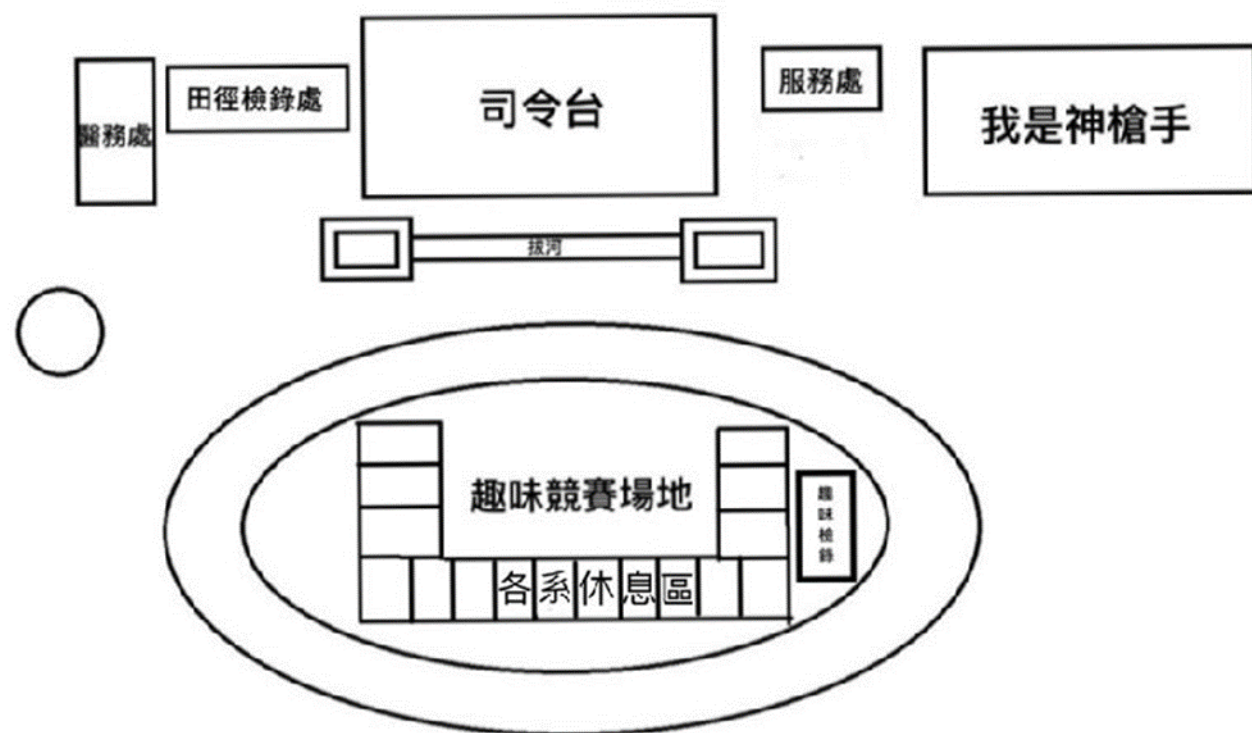 醫務處
田徑檢錄處
司令台
服務處
我是神槍手
拔河
趣味競賽場地
趣味檢錄
各系休息區